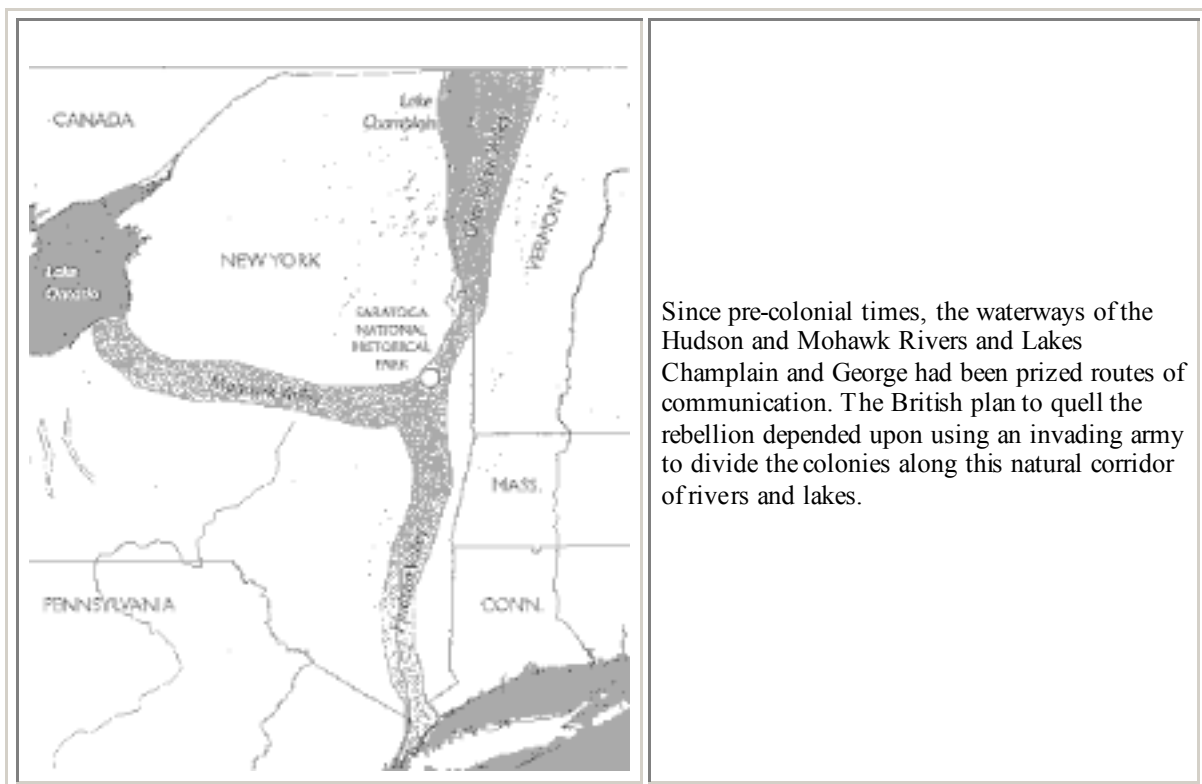 CANADA
Lake
Champlain
NEW YORK
VERMONT
Lake
Ontario
SARATOGA
NATIONAL
HISTORICAL
PARK
Mohawk Valley
MASS.
Hudson Valley
PENNSYLVANIA
CONN.
Since pre-colonial times, the waterways of the
Hudson and Mohawk Rivers and Lakes
Champlain and George had been prized routes of
communication. The British plan to quell the
rebellion depended upon using an invading army
to divide the colonies along this natural corridor
of rivers and lakes.